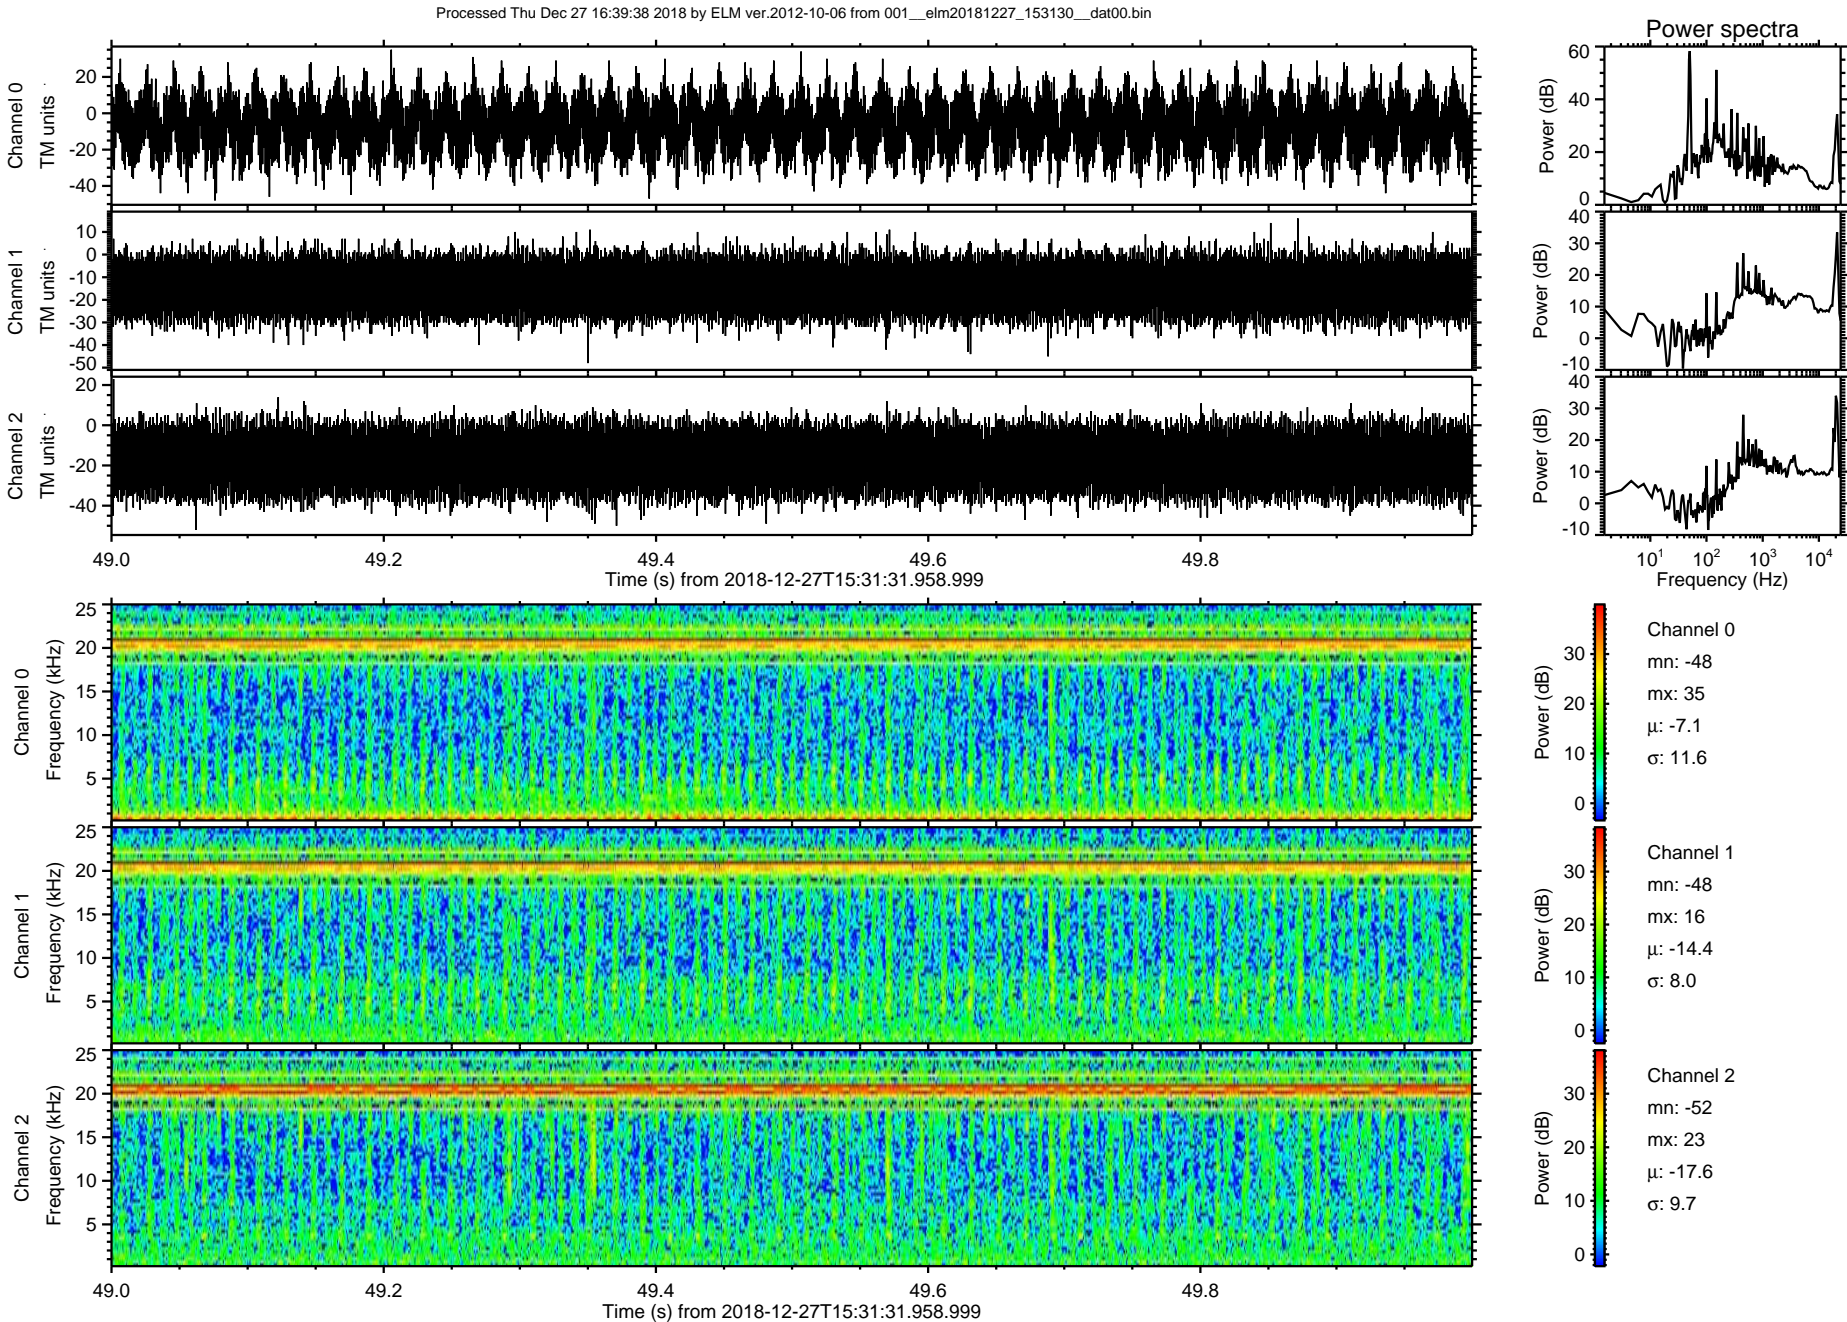 Processed Thu Dec 27 16:39:38 2018 by ELM ver.2012-10-06 from 001__elm20181227_153130__dat00.bin
Power spectra
Channel 0
TM units
20
0
-20
-40
Power (dB)
60
40
20
0
Channel 1
TM units
10
0
-10
-20
-30
-40
-50
Power (dB)
40
30
20
10
0
-10
Channel 2
TM units
20
0
-20
-40
Power (dB)
40
30
20
10
0
-10
49.0 49.2 49.4 49.6 49.8
Time (s) from 2018-12-27T15:31:31.958.999
10¹ 10² 10³ 10⁴
Frequency (Hz)
Channel 0
Frequency (kHz)
25
20
15
10
5
Power (dB)
30
20
10
0
Channel 0
mn: -48
mx: 35
μ: -7.1
σ: 11.6
Channel 1
Frequency (kHz)
25
20
15
10
5
Power (dB)
30
20
10
0
Channel 1
mn: -48
mx: 16
μ: -14.4
σ: 8.0
Channel 2
Frequency (kHz)
25
20
15
10
5
Power (dB)
30
20
10
0
Channel 2
mn: -52
mx: 23
μ: -17.6
σ: 9.7
49.0 49.2 49.4 49.6 49.8
Time (s) from 2018-12-27T15:31:31.958.999